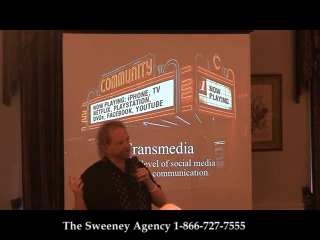 COMMUNITY
NOW PLAYING: iPHONE, TV
NETFLIX, PLAYSTATION,
DVDs, FACEBOOK, YOUTUBE
C
1 NOW
PLAYING
ransmedia
level of social media
communication
The Sweeney Agency 1-866-727-7555